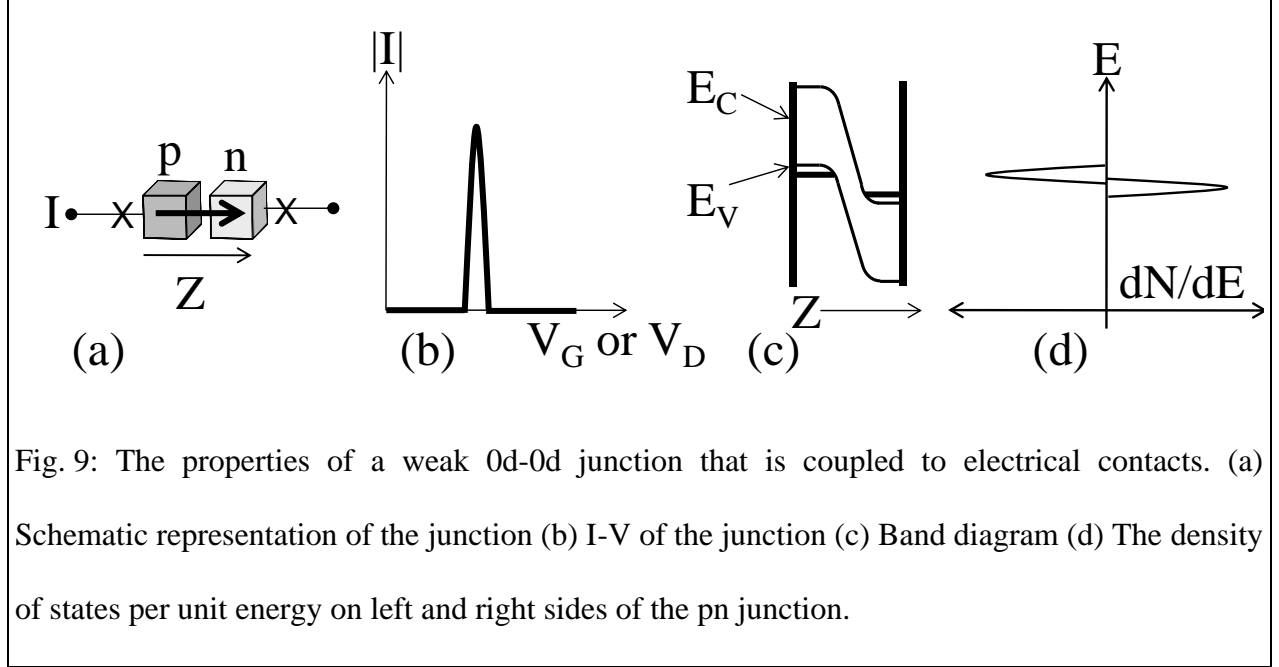 |I|
p n
I
X X
Z
(a)
V_G or V_D
(b)
E_C
E_V
Z
(c)
E
dN/dE
(d)
Fig. 9: The properties of a weak 0d-0d junction that is coupled to electrical contacts. (a)
Schematic representation of the junction (b) I-V of the junction (c) Band diagram (d) The density
of states per unit energy on left and right sides of the pn junction.